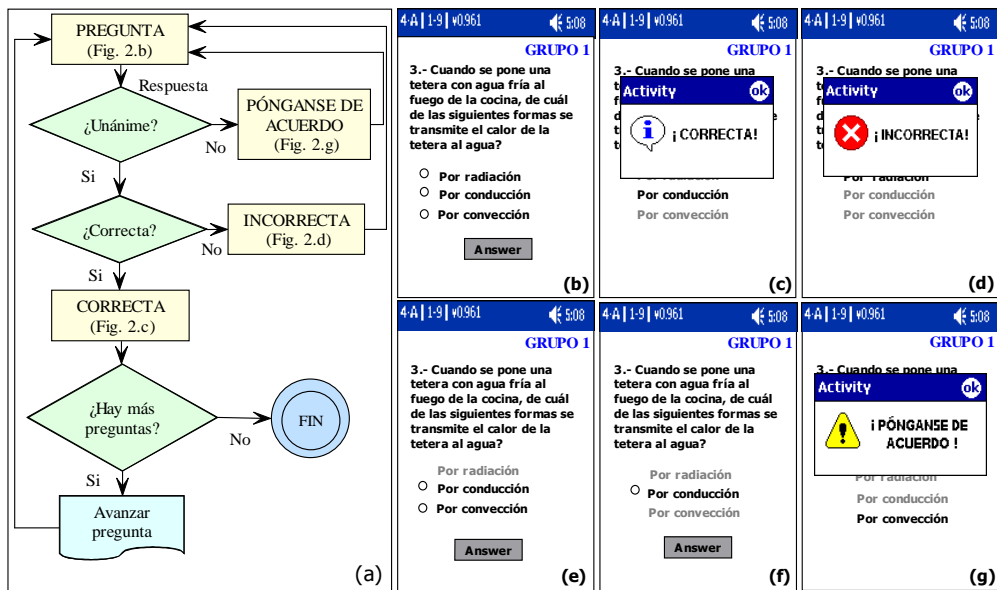 PREGUNTA
(Fig. 2.b)
Respuesta
¿Unánime?
No
PÓNGANSE DE
ACUERDO
(Fig. 2.g)
Si
¿Correcta?
No
INCORRECTA
(Fig. 2.d)
Si
CORRECTA
(Fig. 2.c)
¿Hay más
preguntas?
No
FIN
Si
Avanzar
pregunta
(a)
4-A 1-9 v0.961 5:08
GRUPO 1
3.- Cuando se pone una
tetera con agua fría al
fuego de la cocina, de cuál
de las siguientes formas se
transmite el calor de la
tetera al agua?
Por radiación
Por conducción
Por convección
Answer
(b)
4-A 1-9 v0.961 5:08
GRUPO 1
3.- Cuando se pone una
Activity ok
¡CORRECTA!
Por conducción
Por convección
(c)
4-A 1-9 v0.961 5:08
GRUPO 1
3.- Cuando se pone una
Activity ok
¡INCORRECTA!
Por radiación
Por conducción
Por convección
(d)
4-A 1-9 v0.961 5:08
GRUPO 1
3.- Cuando se pone una
tetera con agua fría al
fuego de la cocina, de cuál
de las siguientes formas se
transmite el calor de la
tetera al agua?
Por radiación
Por conducción
Por convección
Answer
(e)
4-A 1-9 v0.961 5:08
GRUPO 1
3.- Cuando se pone una
tetera con agua fría al
fuego de la cocina, de cuál
de las siguientes formas se
transmite el calor de la
tetera al agua?
Por radiación
Por conducción
Por convección
Answer
(f)
4-A 1-9 v0.961 5:08
GRUPO 1
3.- Cuando se pone una
Activity ok
¡PÓNGANSE DE
ACUERDO !
Por radiación
Por conducción
Por convección
(g)